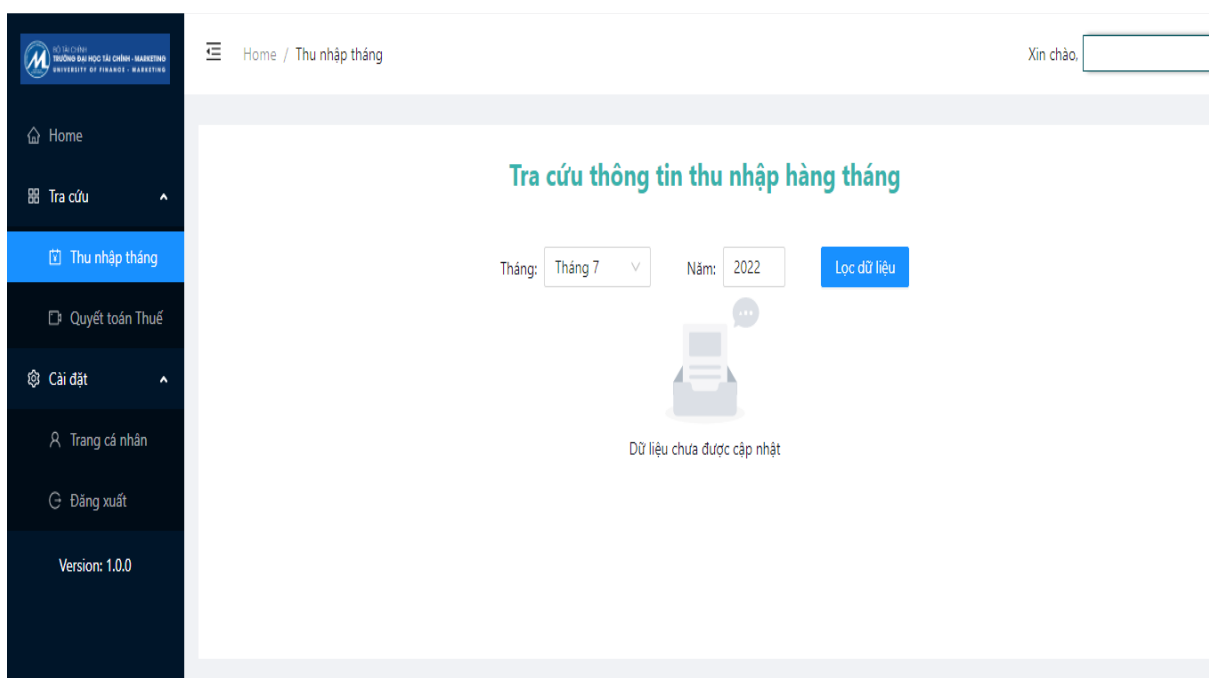 BỘ TÀI CHÍNH
TRƯỜNG ĐẠI HỌC TÀI CHÍNH - MARKETING
UNIVERSITY OF FINANCE - MARKETING
Home / Thu nhập tháng
Xin chào,
Home
Tra cứu
Thu nhập tháng
Quyết toán Thuế
Cài đặt
Trang cá nhân
Đăng xuất
Version: 1.0.0
Tra cứu thông tin thu nhập hàng tháng
Tháng: Tháng 7 Năm: 2022 Lọc dữ liệu
Dữ liệu chưa được cập nhật